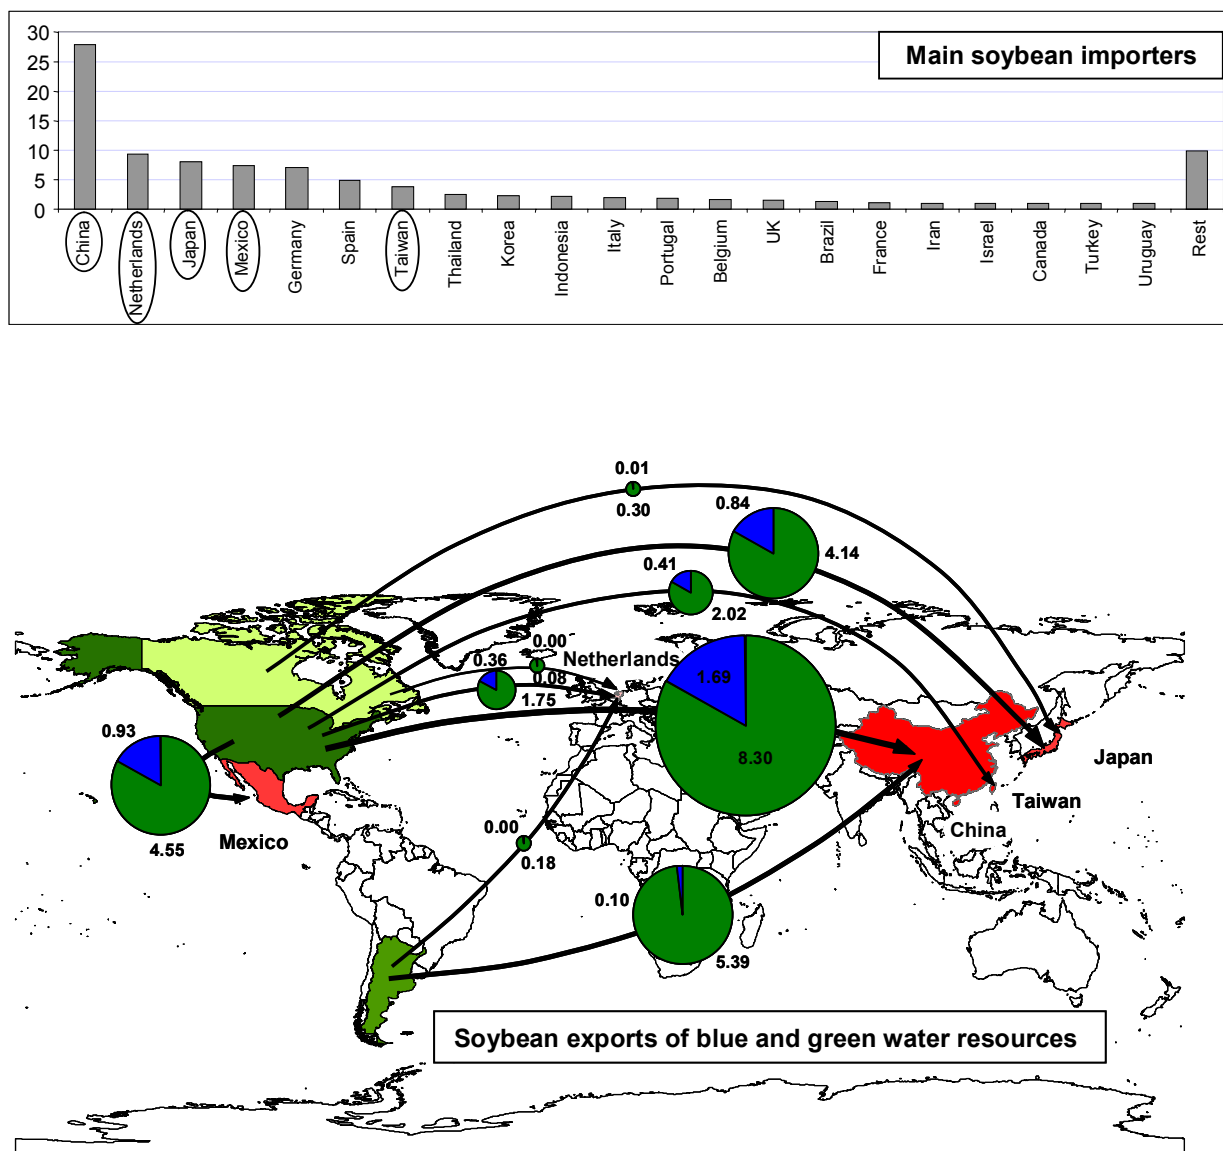 Main soybean importers
30
25
20
15
10
5
0
China
Netherlands
Japan
Mexico
Germany
Spain
Taiwan
Thailand
Korea
Indonesia
Italy
Portugal
Belgium
UK
Brazil
France
Iran
Israel
Canada
Turkey
Uruguay
Rest
0.01
0.30
0.84
4.14
0.41
2.02
0.00
Netherlands
0.36
0.08
1.75
1.69
8.30
0.93
4.55
Mexico
Japan
Taiwan
China
0.00
0.18
0.10
5.39
Soybean exports of blue and green water resources